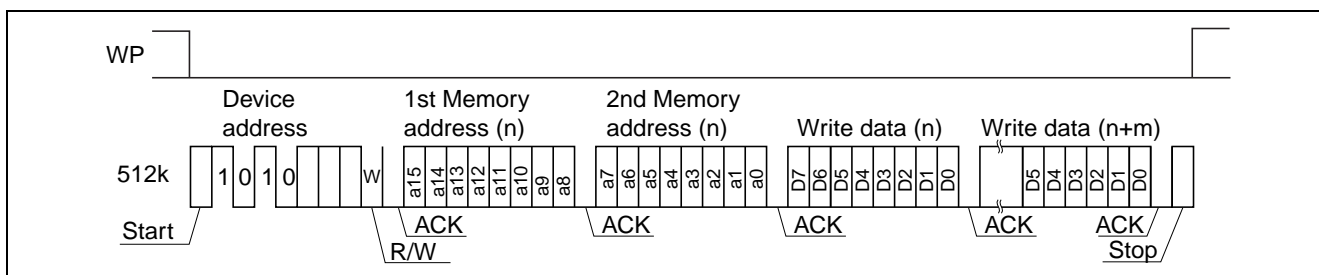 WP
Device address
1st Memory address (n)
2nd Memory address (n)
Write data (n)
Write data (n+m)
512k
1 0 1 0 W a15 a14 a13 a12 a11 a10 a9 a8 a7 a6 a5 a4 a3 a2 a1 a0 D7 D6 D5 D4 D3 D2 D1 D0 D5 D4 D3 D2 D1 D0
Start ACK ACK ACK ACK ACK
R/W Stop